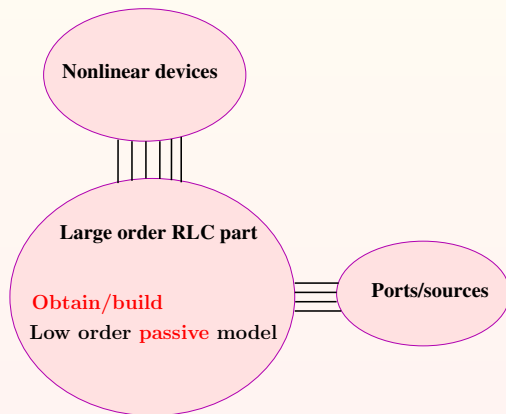 Nonlinear devices
Large order RLC part
Ports/sources
Obtain/build
Low order passive model